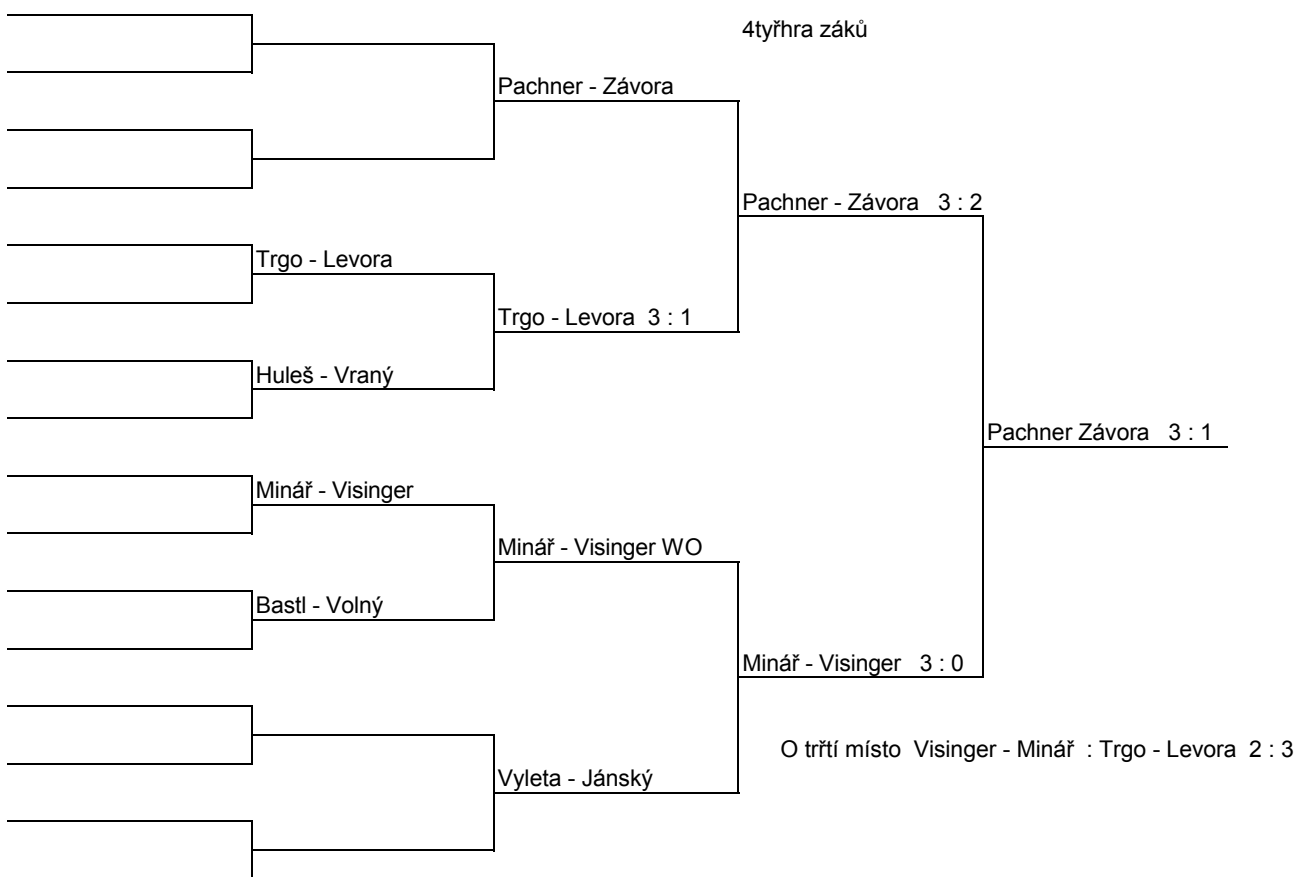 4tyřhra záků
Pachner - Závora
Pachner - Závora 3 : 2
Trgo - Levora
Trgo - Levora 3 : 1
Huleš - Vraný
Pachner Závora 3 : 1
Minář - Visinger
Minář - Visinger WO
Bastl - Volný
Minář - Visinger 3 : 0
O trřtí místo Visinger - Minář : Trgo - Levora 2 : 3
Vyleta - Jánský